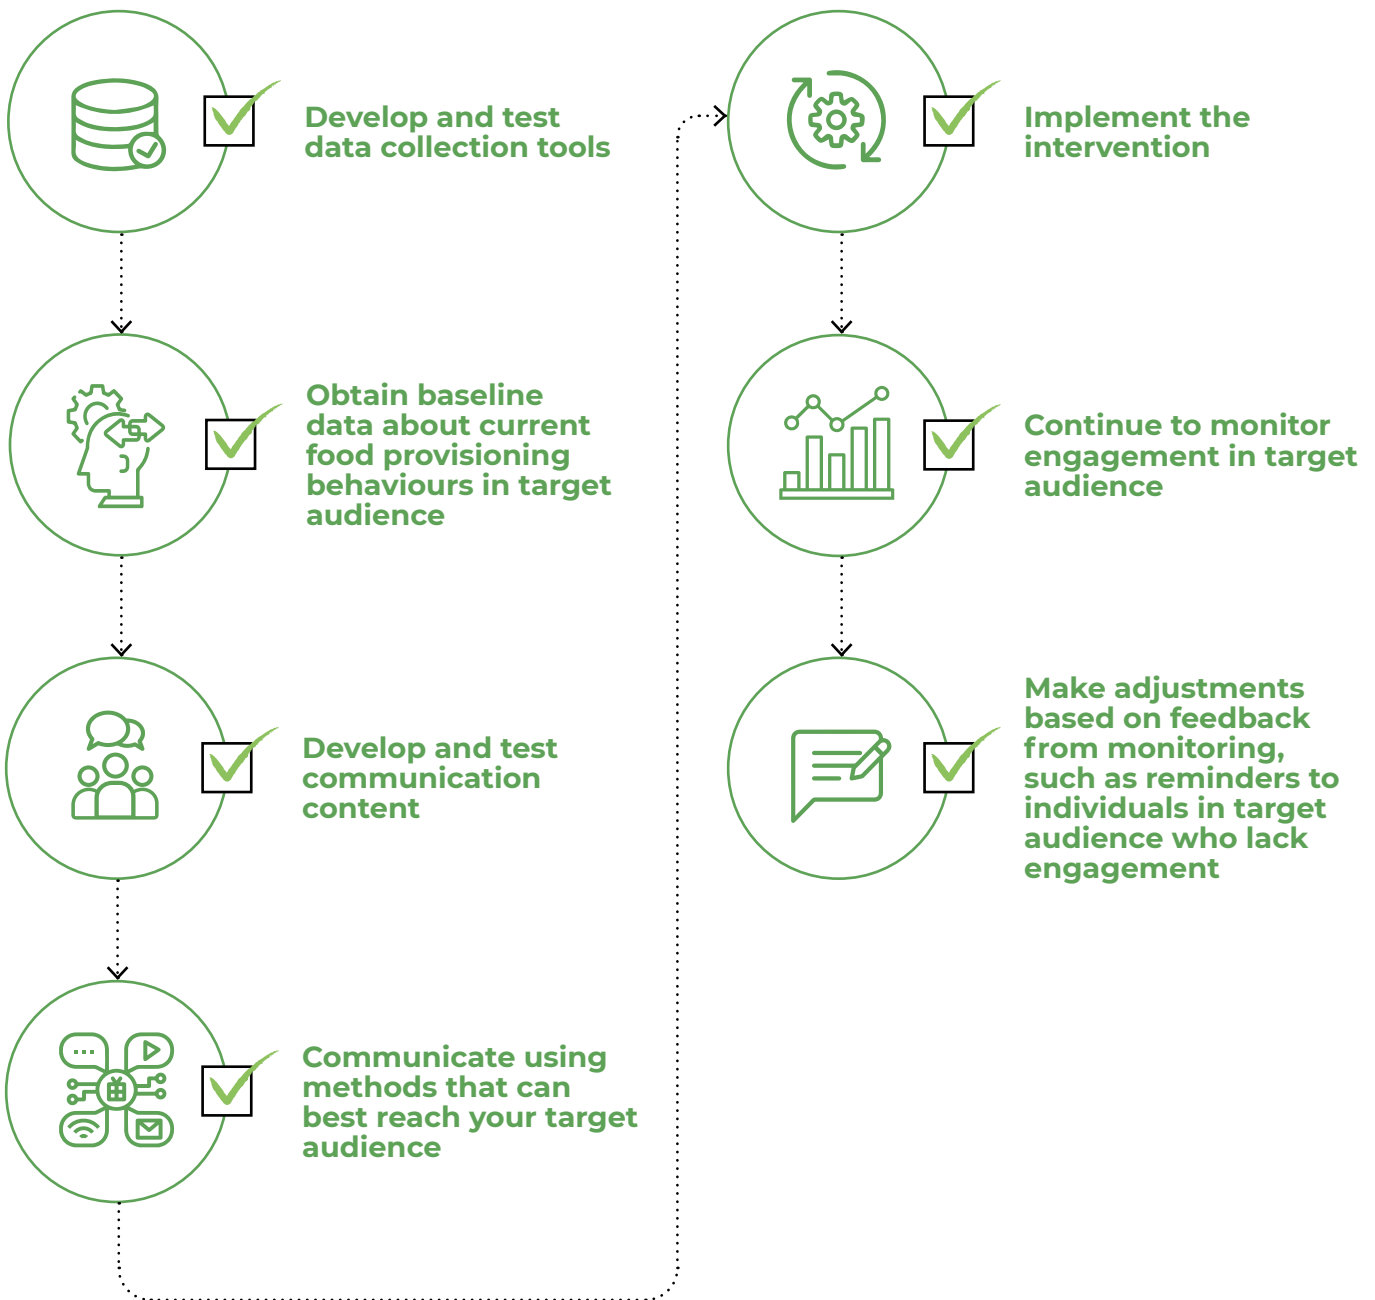 Develop and test
data collection tools
Obtain baseline
data about current
food provisioning
behaviours in target
audience
Develop and test
communication
content
Communicate using
methods that can
best reach your target
audience
Implement the
intervention
Continue to monitor
engagement in target
audience
Make adjustments
based on feedback
from monitoring,
such as reminders to
individuals in target
audience who lack
engagement